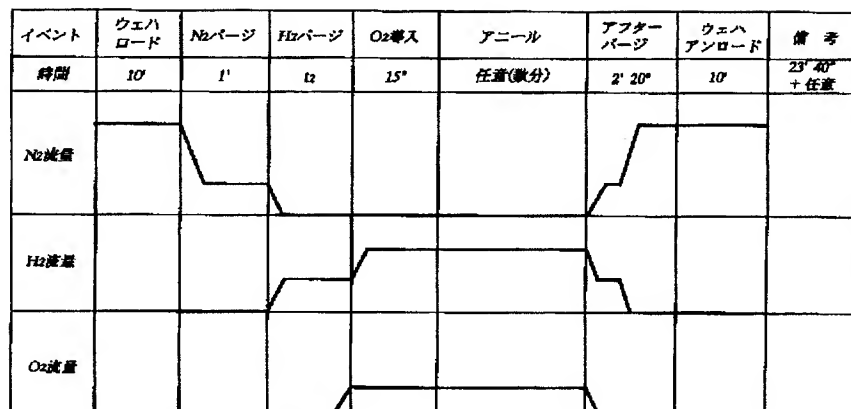 イベント
ウェハ
ロード
N2パージ
H2パージ
O2導入
アニール
アフター
パージ
ウェハ
アンロード
備 考
時間
10'
1'
t2
15"
任意(数分)
2' 20"
10'
23' 40"
+ 任意
N2流量
H2流量
O2流量